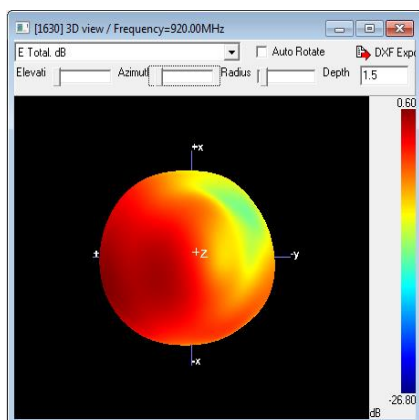 [1630] 3D view / Frequency=920.00MHz
E Total. dB
Auto Rotate
DXF Expo
Elevati
Azimutl
Radius
Depth
1.5
0.60
+x
+Z
-y
-x
-26.80
dB